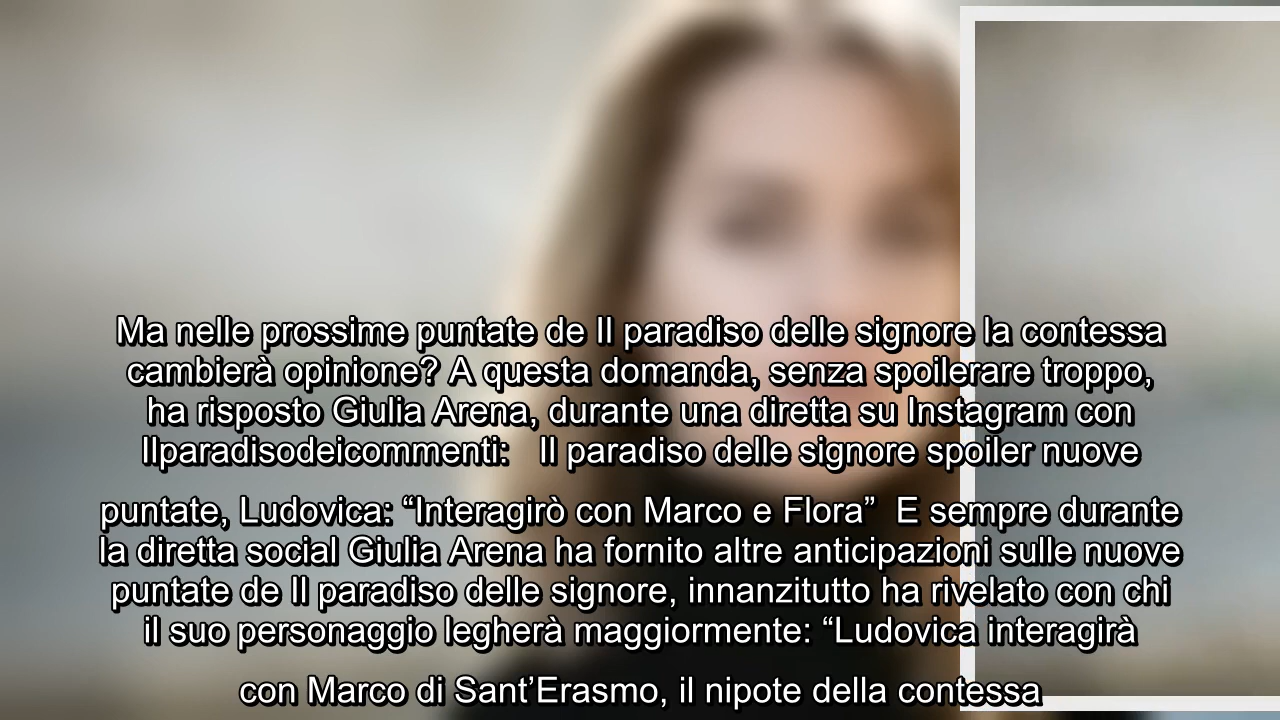 Ma nelle prossime puntate de Il paradiso delle signore la contessa
cambierà opinione? A questa domanda, senza spoilerare troppo,
ha risposto Giulia Arena, durante una diretta su Instagram con
Ilparadisodeicommenti:   Il paradiso delle signore spoiler nuove
puntate, Ludovica: “Interagirò con Marco e Flora”  E sempre durante
la diretta social Giulia Arena ha fornito altre anticipazioni sulle nuove
puntate de Il paradiso delle signore, innanzitutto ha rivelato con chi
il suo personaggio legherà maggiormente: “Ludovica interagirà
con Marco di Sant’Erasmo, il nipote della contessa